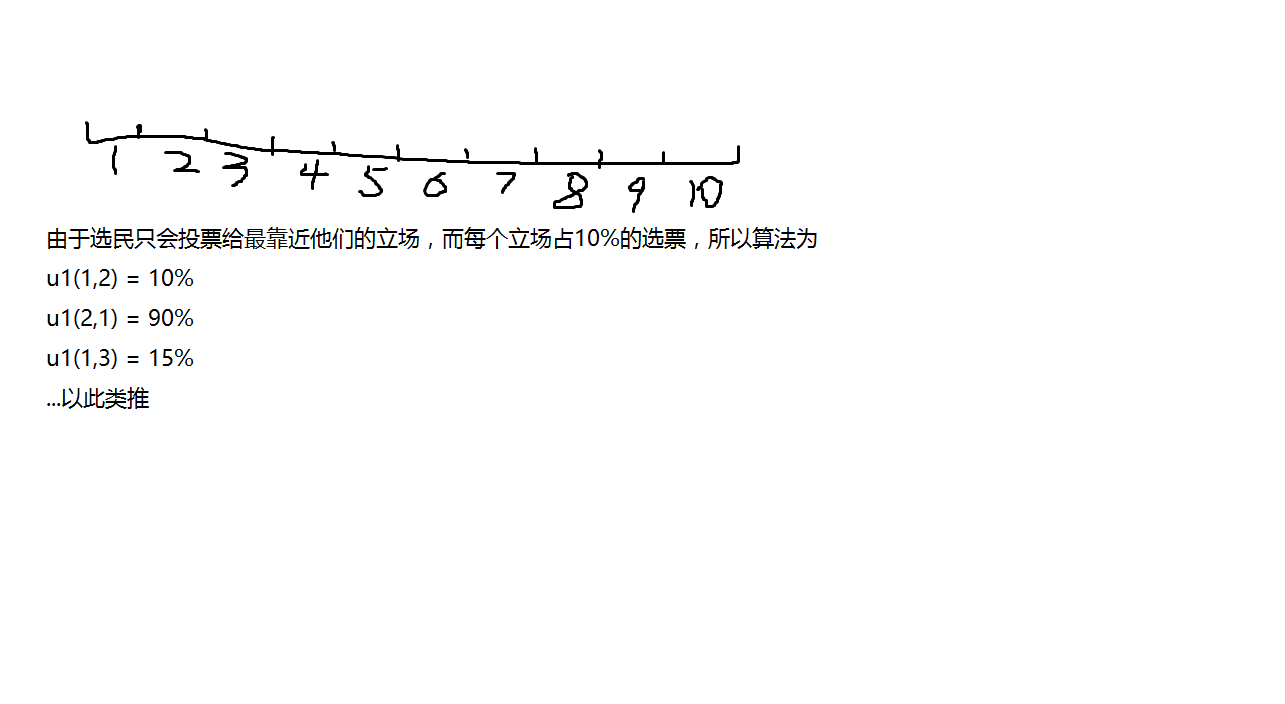 1 2 3 4 5 6 7 8 9 10
由于选民只会投票给最靠近他们的立场，而每个立场占10%的选票，所以算法为
u1(1,2) = 10%
u1(2,1) = 90%
u1(1,3) = 15%
...以此类推